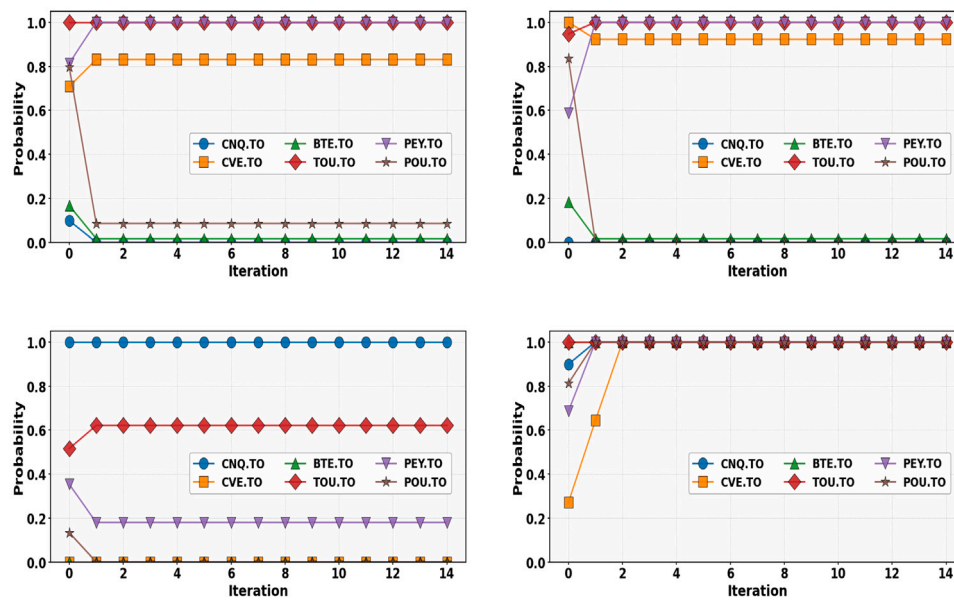 1.0
0.8
0.6
0.4
0.2
0.0
Probability
CNQ.TO BTE.TO PEY.TO
CVE.TO TOU.TO POU.TO
0 2 4 6 8 10 12 14
Iteration
1.0
0.8
0.6
0.4
0.2
0.0
Probability
CNQ.TO BTE.TO PEY.TO
CVE.TO TOU.TO POU.TO
0 2 4 6 8 10 12 14
Iteration
1.0
0.8
0.6
0.4
0.2
0.0
Probability
CNQ.TO BTE.TO PEY.TO
CVE.TO TOU.TO POU.TO
0 2 4 6 8 10 12 14
Iteration
1.0
0.8
0.6
0.4
0.2
0.0
Probability
CNQ.TO BTE.TO PEY.TO
CVE.TO TOU.TO POU.TO
0 2 4 6 8 10 12 14
Iteration